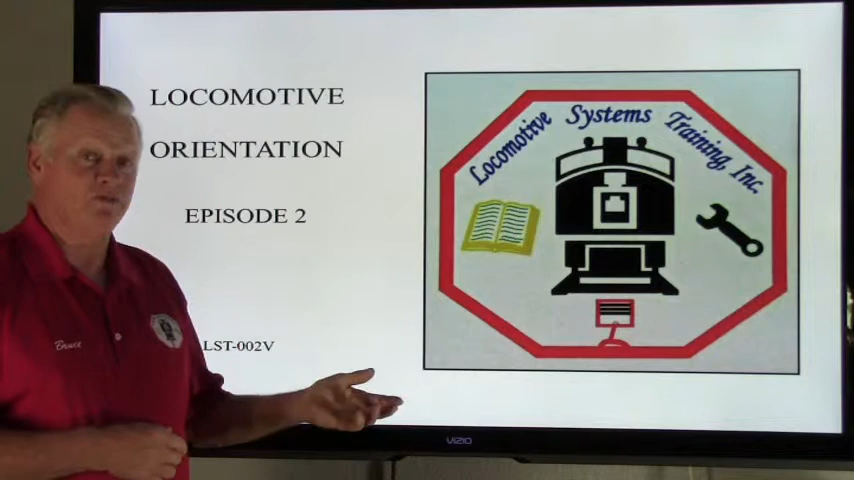 LOCOMOTIVE
ORIENTATION
EPISODE 2
LST-002V
Locomotive Systems Training, Inc.
Bruce
VIZIO